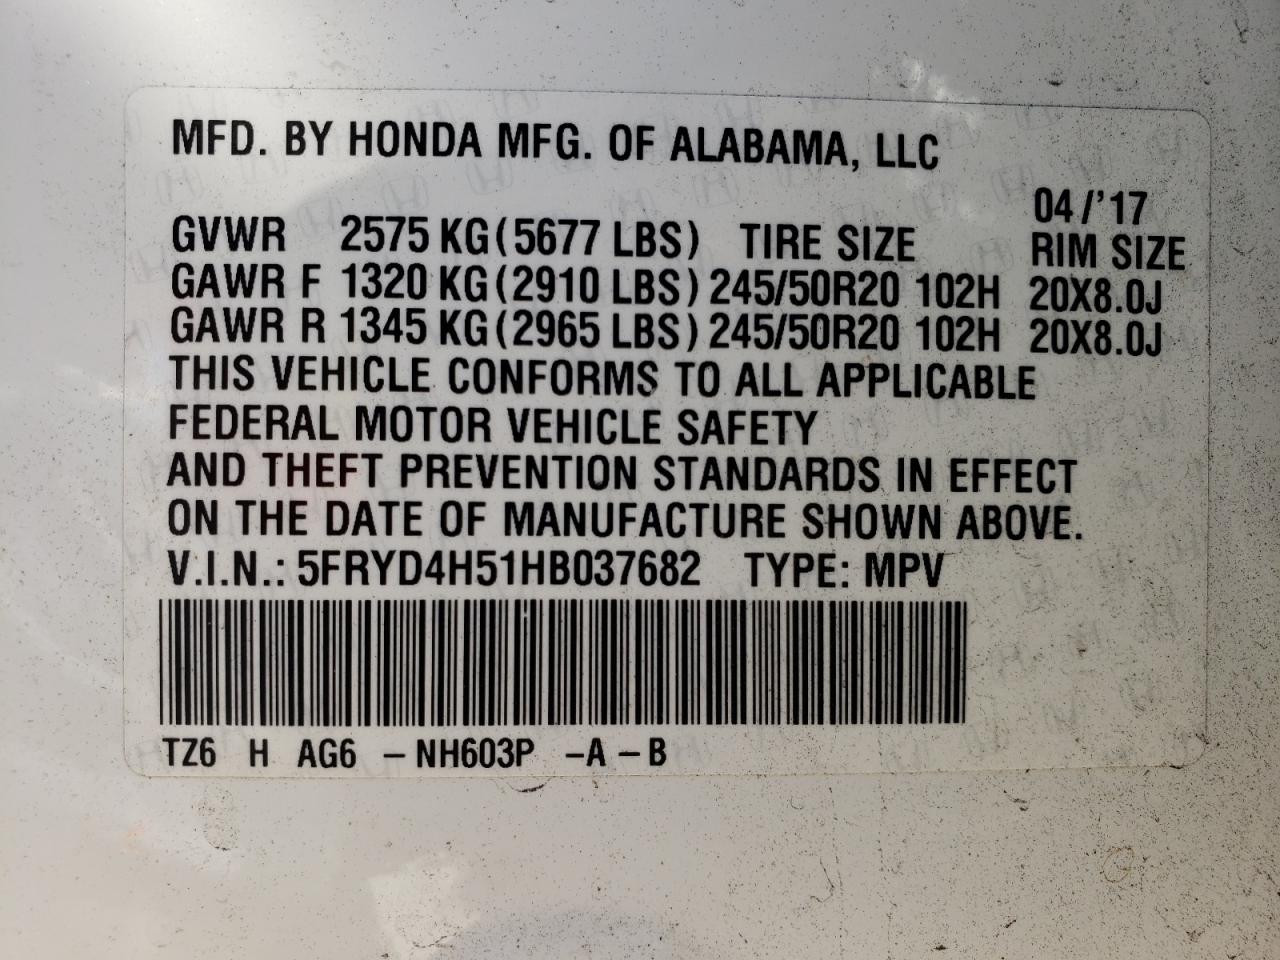 MFD. BY HONDA MFG. OF ALABAMA, LLC
04/'17
GVWR 2575 KG (5677 LBS) TIRE SIZE RIM SIZE
GAWR F 1320 KG (2910 LBS) 245/50R20 102H 20X8.0J
GAWR R 1345 KG (2965 LBS) 245/50R20 102H 20X8.0J
THIS VEHICLE CONFORMS TO ALL APPLICABLE
FEDERAL MOTOR VEHICLE SAFETY
AND THEFT PREVENTION STANDARDS IN EFFECT
ON THE DATE OF MANUFACTURE SHOWN ABOVE.
V.I.N.: 5FRYD4H51HB037682 TYPE: MPV
TZ6 H AG6 – NH603P –A – B